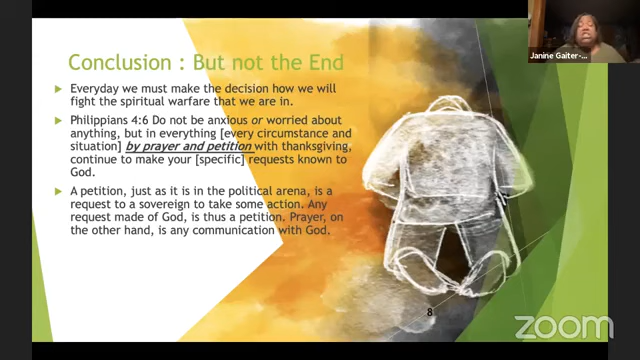 Conclusion : But not the End
Everyday we must make the decision how we will
fight the spiritual warfare that we are in.
Philippians 4:6 Do not be anxious or worried about
anything, but in everything [every circumstance and
situation] by prayer and petition with thanksgiving,
continue to make your [specific] requests known to
God.
A petition, just as it is in the political arena, is a
request to a sovereign to take some action. Any
request made of God, is thus a petition. Prayer, on
the other hand, is any communication with God.
8
Janine Gaiter-...
zoom